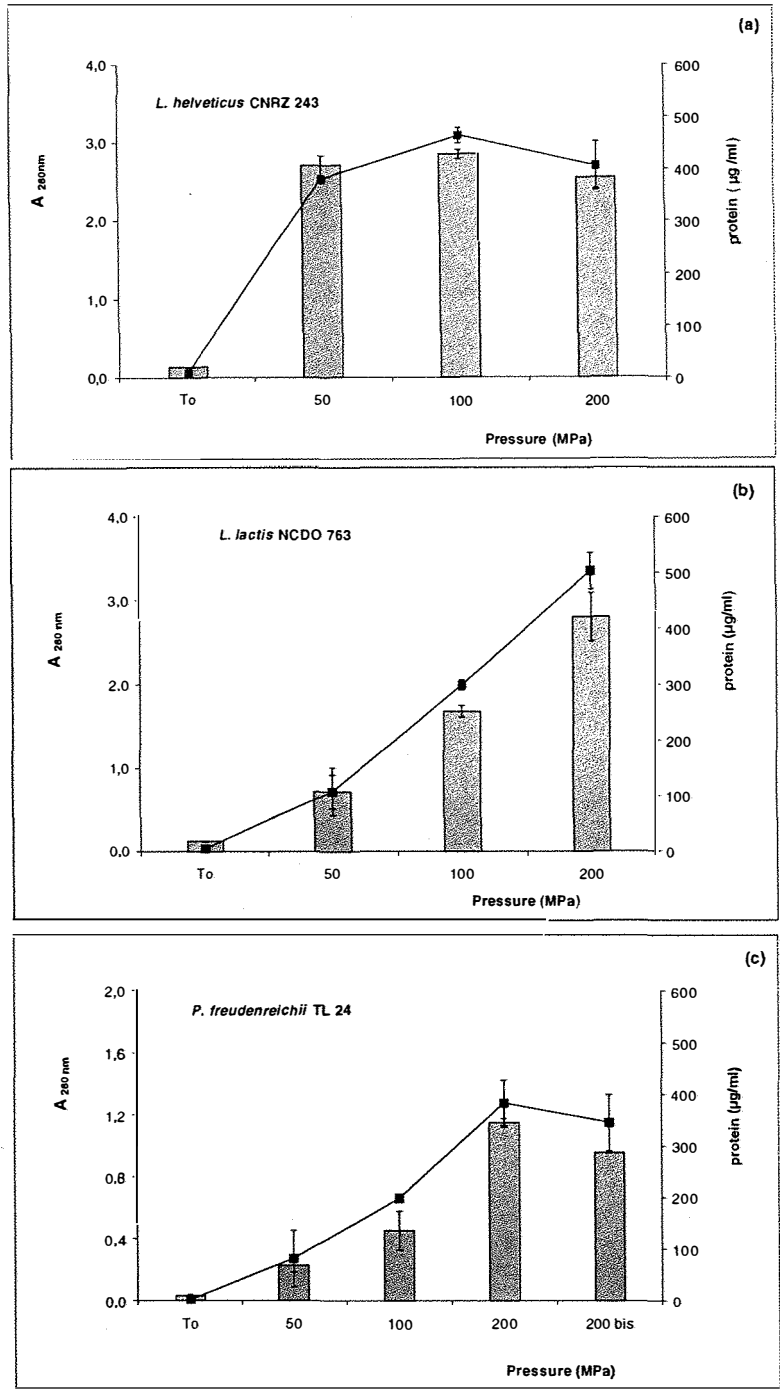 (a)
L. helveticus CNRZ 243
A 260nm
4,0
3,0
2,0
1,0
0,0
600
500
400
300
200
100
0
protein ( µg /ml)
To 50 100 200
Pressure (MPa)
(b)
L. lactis NCDO 763
A 260 nm
4,0
3,0
2,0
1,0
0,0
600
500
400
300
200
100
0
protein (µg/ml)
To 50 100 200
Pressure (MPa)
(c)
P. freudenreichii TL 24
A 260 nm
2,0
1,6
1,2
0,8
0,4
0,0
600
500
400
300
200
100
0
protein (µg/ml)
To 50 100 200 200 bis
Pressure (MPa)